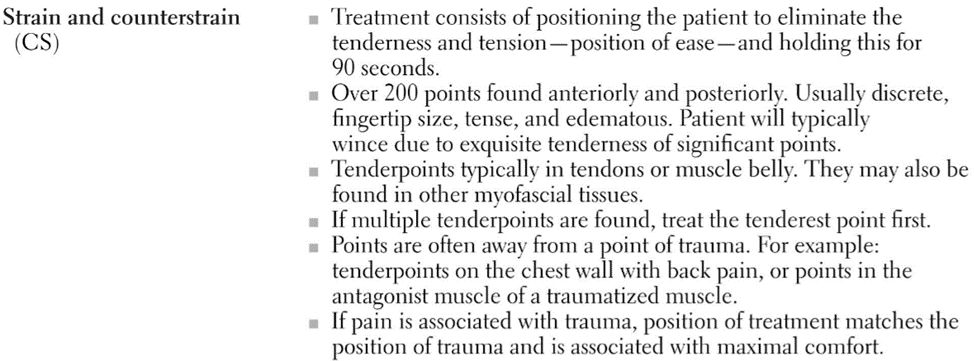 Strain and counterstrain
(CS)
▪ Treatment consists of positioning the patient to eliminate the
tenderness and tension—position of ease—and holding this for
90 seconds.
▪ Over 200 points found anteriorly and posteriorly. Usually discrete,
fingertip size, tense, and edematous. Patient will typically
wince due to exquisite tenderness of significant points.
▪ Tenderpoints typically in tendons or muscle belly. They may also be
found in other myofascial tissues.
▪ If multiple tenderpoints are found, treat the tenderest point first.
▪ Points are often away from a point of trauma. For example:
tenderpoints on the chest wall with back pain, or points in the
antagonist muscle of a traumatized muscle.
▪ If pain is associated with trauma, position of treatment matches the
position of trauma and is associated with maximal comfort.